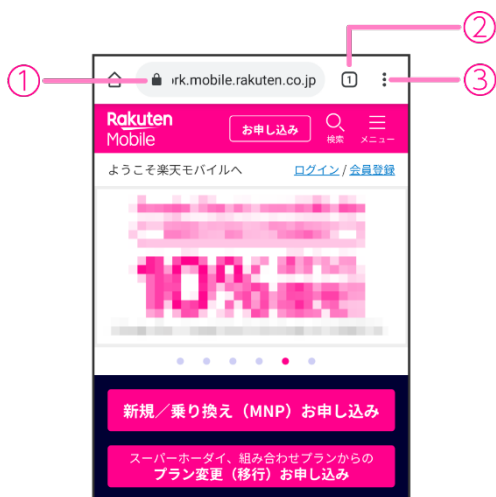 ②
①
ırk.mobile.rakuten.co.jp
1
③
Rakuten
Mobile
お申し込み
検索
メニュー
ようこそ楽天モバイルへ
ログイン / 会員登録
10%
新規／乗り換え（MNP）お申し込み
スーパーホーダイ、組み合わせプランからの
プラン変更（移行）お申し込み